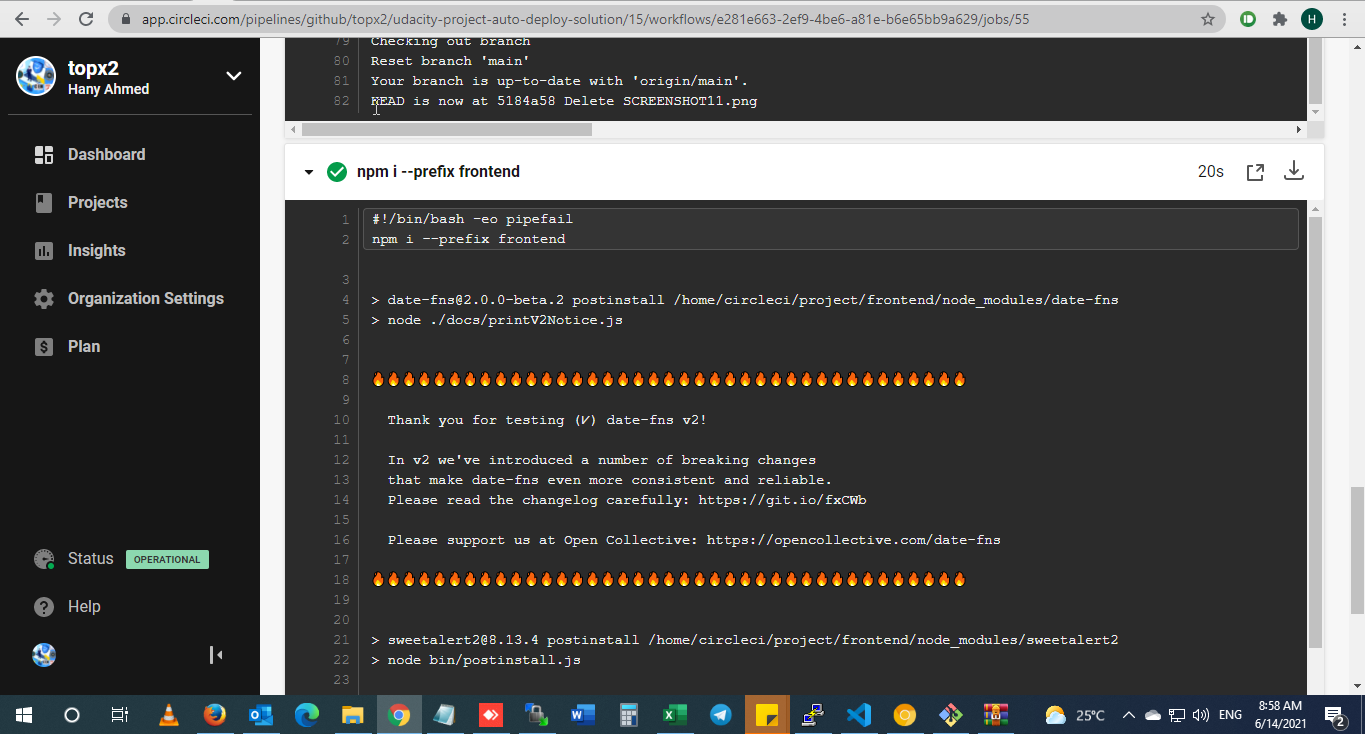 app.circleci.com/pipelines/github/topx2/udacity-project-auto-deploy-solution/15/workflows/e281e663-2ef9-4be6-a81e-b6e65bb9a629/jobs/55
H
topx2
Hany Ahmed
Dashboard
Projects
Insights
Organization Settings
Plan
Status OPERATIONAL
Help
79 Checking out branch
80 Reset branch 'main'
81 Your branch is up-to-date with 'origin/main'.
82 HEAD is now at 5184a58 Delete SCREENSHOT11.png
npm i --prefix frontend 20s
1 #!/bin/bash -eo pipefail
2 npm i --prefix frontend
3
4 > date-fns@2.0.0-beta.2 postinstall /home/circleci/project/frontend/node_modules/date-fns
5 > node ./docs/printV2Notice.js
6
7
8 🔥🔥🔥🔥🔥🔥🔥🔥🔥🔥🔥🔥🔥🔥🔥🔥🔥🔥🔥🔥🔥🔥🔥🔥🔥🔥🔥🔥🔥🔥🔥🔥🔥🔥🔥🔥🔥🔥🔥
9
10 Thank you for testing (✌️) date-fns v2!
11
12 In v2 we've introduced a number of breaking changes
13 that make date-fns even more consistent and reliable.
14 Please read the changelog carefully: https://git.io/fxCWb
15
16 Please support us at Open Collective: https://opencollective.com/date-fns
17
18 🔥🔥🔥🔥🔥🔥🔥🔥🔥🔥🔥🔥🔥🔥🔥🔥🔥🔥🔥🔥🔥🔥🔥🔥🔥🔥🔥🔥🔥🔥🔥🔥🔥🔥🔥🔥🔥🔥🔥
19
20
21 > sweetalert2@8.13.4 postinstall /home/circleci/project/frontend/node_modules/sweetalert2
22 > node bin/postinstall.js
23
25°C
ENG
8:58 AM
6/14/2021
2